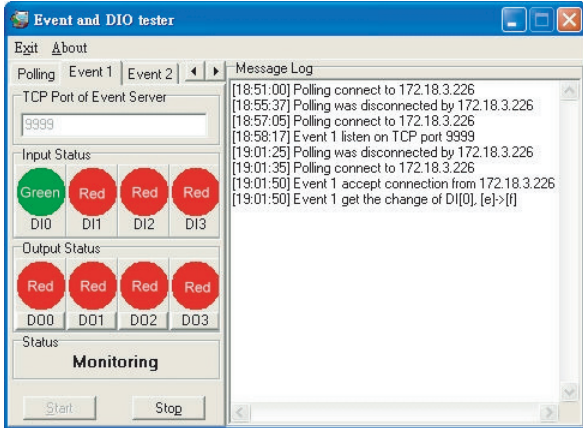 Event and DIO tester
Exit About
Polling Event 1 Event 2
TCP Port of Event Server
9999
Input Status
Green Red Red Red
DI0 DI1 DI2 DI3
Output Status
Red Red Red Red
DO0 DO1 DO2 DO3
Status
Monitoring
Start Stop
Message Log
[18:51:00] Polling connect to 172.18.3.226
[18:55:37] Polling was disconnected by 172.18.3.226
[18:57:05] Polling connect to 172.18.3.226
[18:58:17] Event 1 listen on TCP port 9999
[19:01:25] Polling was disconnected by 172.18.3.226
[19:01:35] Polling connect to 172.18.3.226
[19:01:50] Event 1 accept connection from 172.18.3.226
[19:01:50] Event 1 get the change of DI[0], [e]->[f]